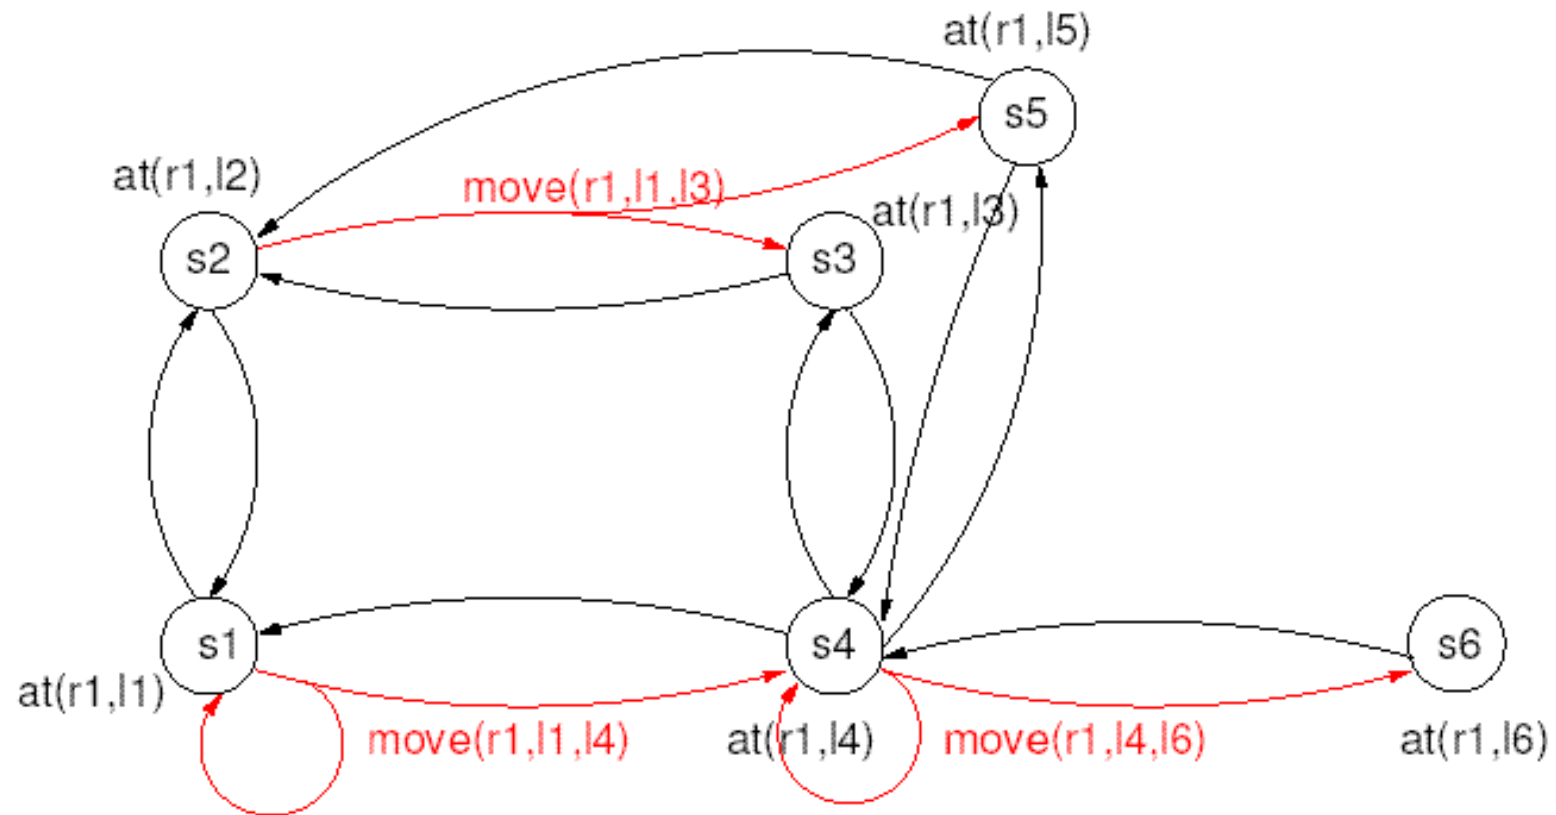 at(r1,l5)
s5
at(r1,l2)
move(r1,l1,l3)
at(r1,l3)
s2
s3
s1
s4
s6
at(r1,l1)
move(r1,l1,l4)
at(r1,l4)
move(r1,l4,l6)
at(r1,l6)